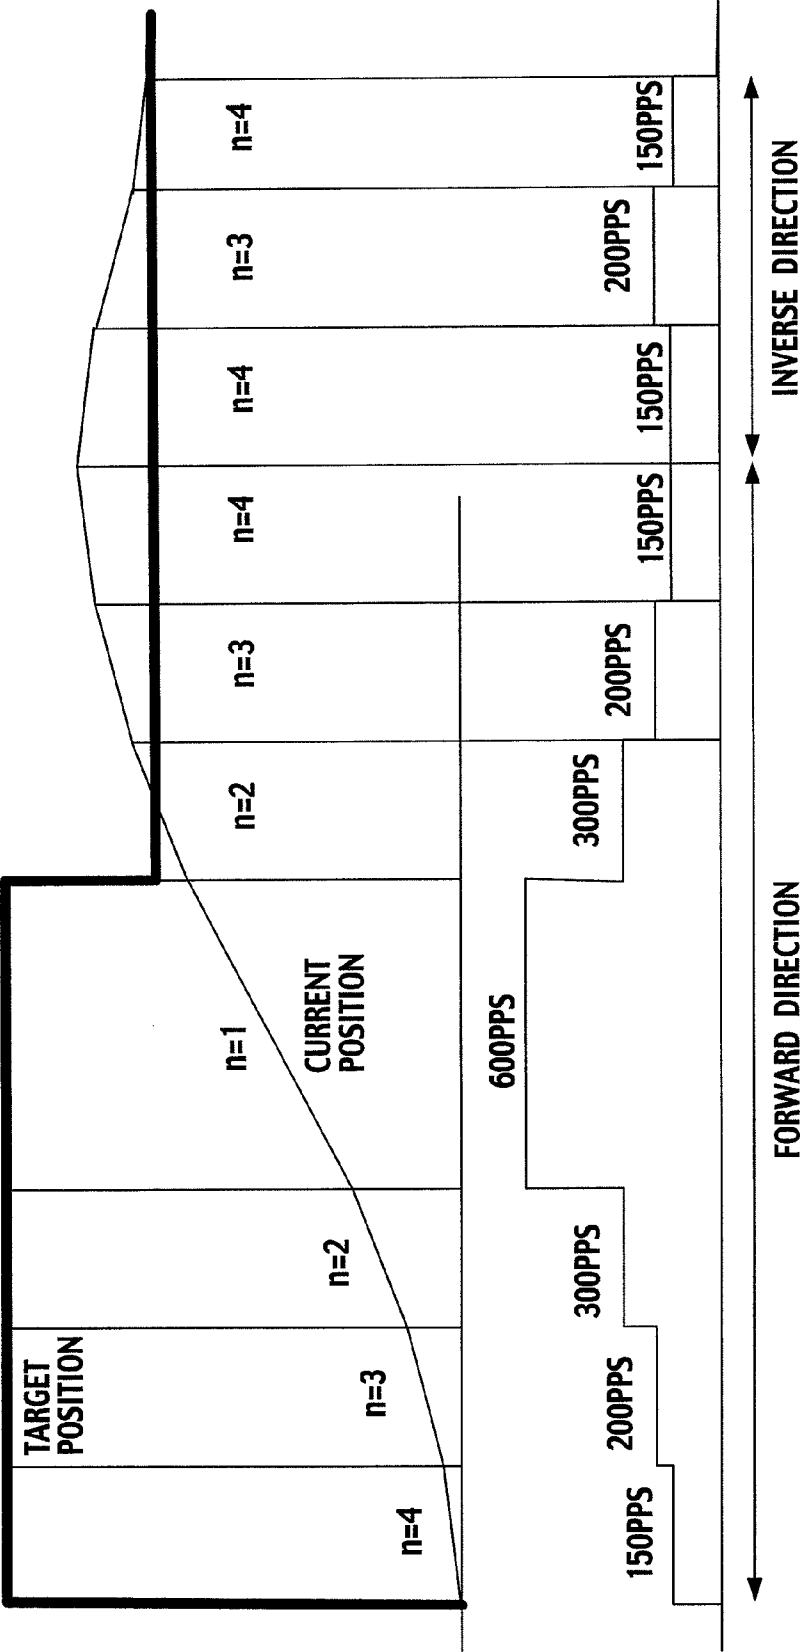 TARGET
POSITION
n=4
n=3
n=2
n=1
CURRENT
POSITION
n=2
n=3
n=4
n=4
n=3
n=4
150PPS
200PPS
300PPS
600PPS
300PPS
200PPS
150PPS
150PPS
200PPS
150PPS
FORWARD DIRECTION
INVERSE DIRECTION